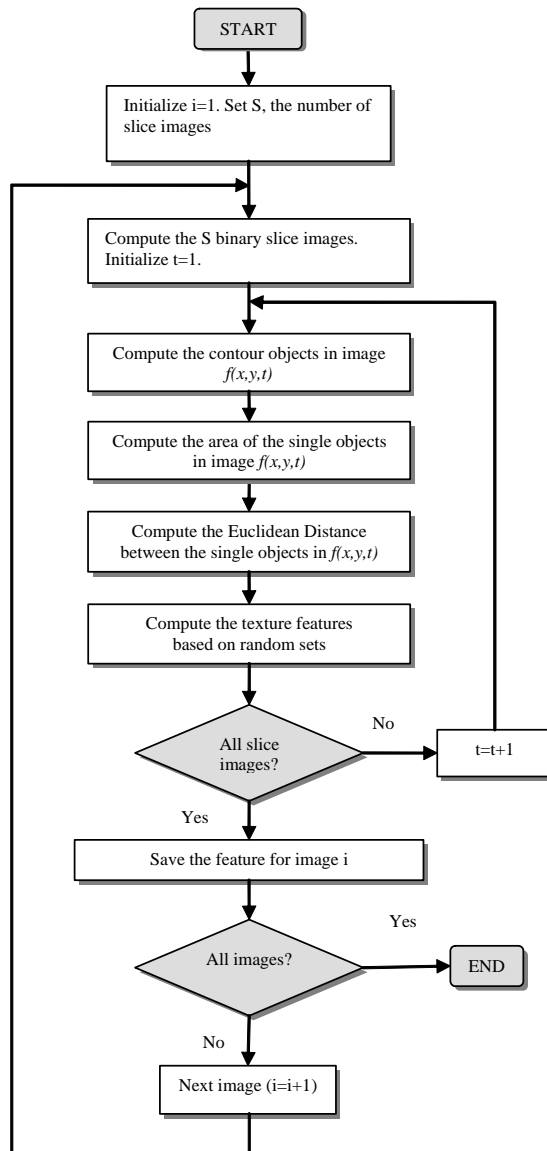 START
Initialize i=1. Set S, the number of
slice images
Compute the S binary slice images.
Initialize t=1.
Compute the contour objects in image
f(x,y,t)
Compute the area of the single objects
in image f(x,y,t)
Compute the Euclidean Distance
between the single objects in f(x,y,t)
Compute the texture features
based on random sets
No
All slice
images?
t=t+1
Yes
Save the feature for image i
Yes
All images?
END
No
Next image (i=i+1)